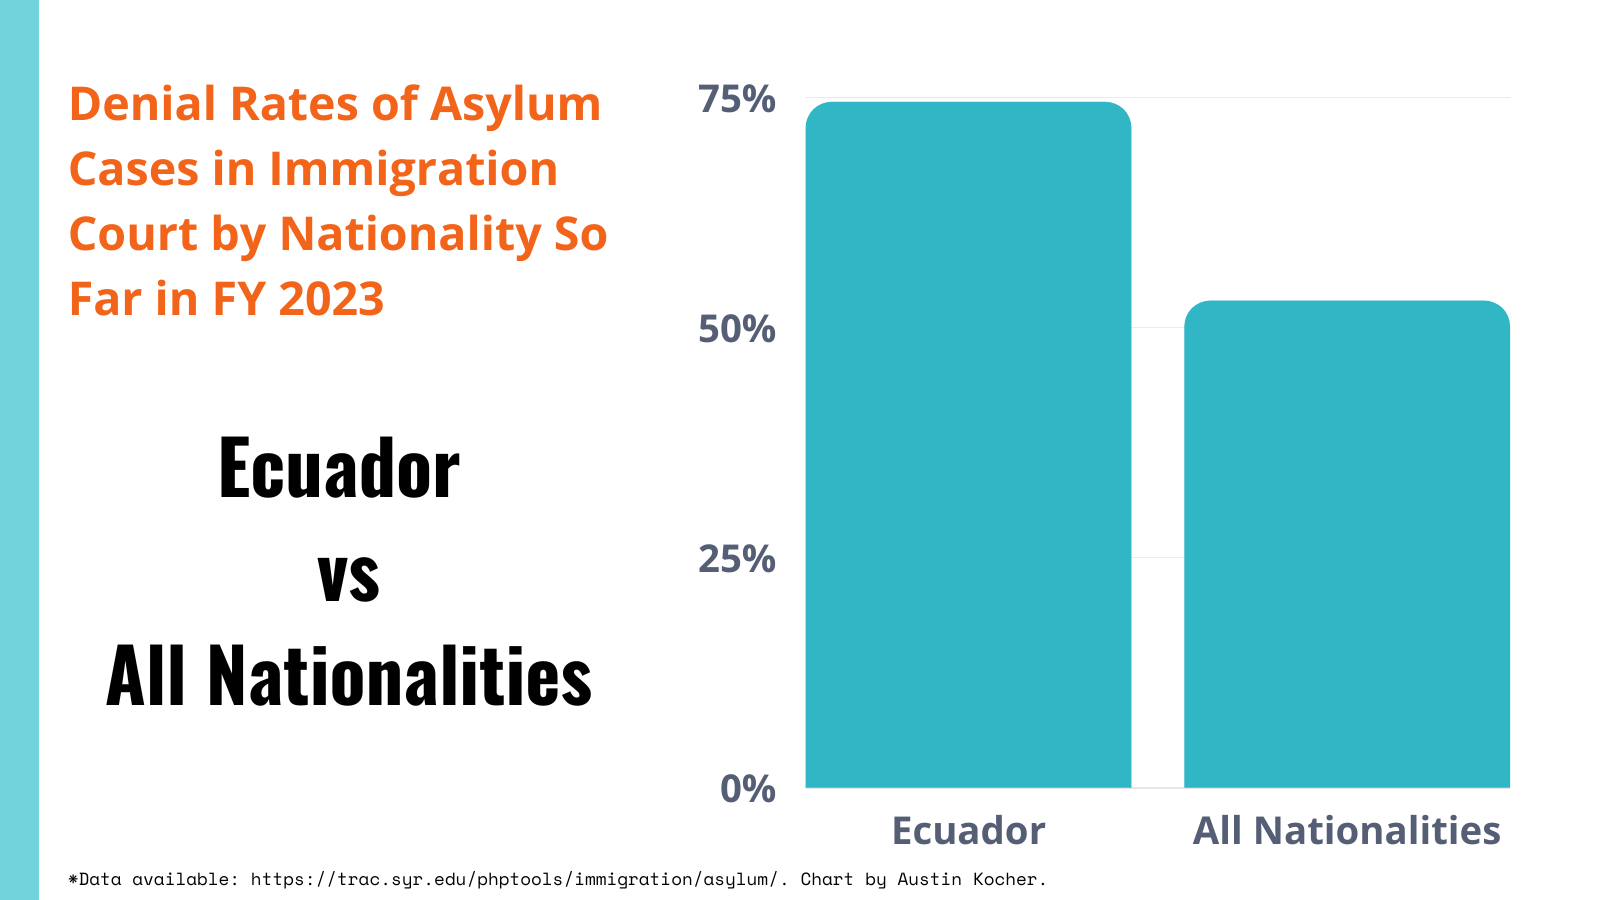 Denial Rates of Asylum
Cases in Immigration
Court by Nationality So
Far in FY 2023
Ecuador
vs
All Nationalities
75%
50%
25%
0%
Ecuador
All Nationalities
*Data available: https://trac.syr.edu/phptools/immigration/asylum/. Chart by Austin Kocher.